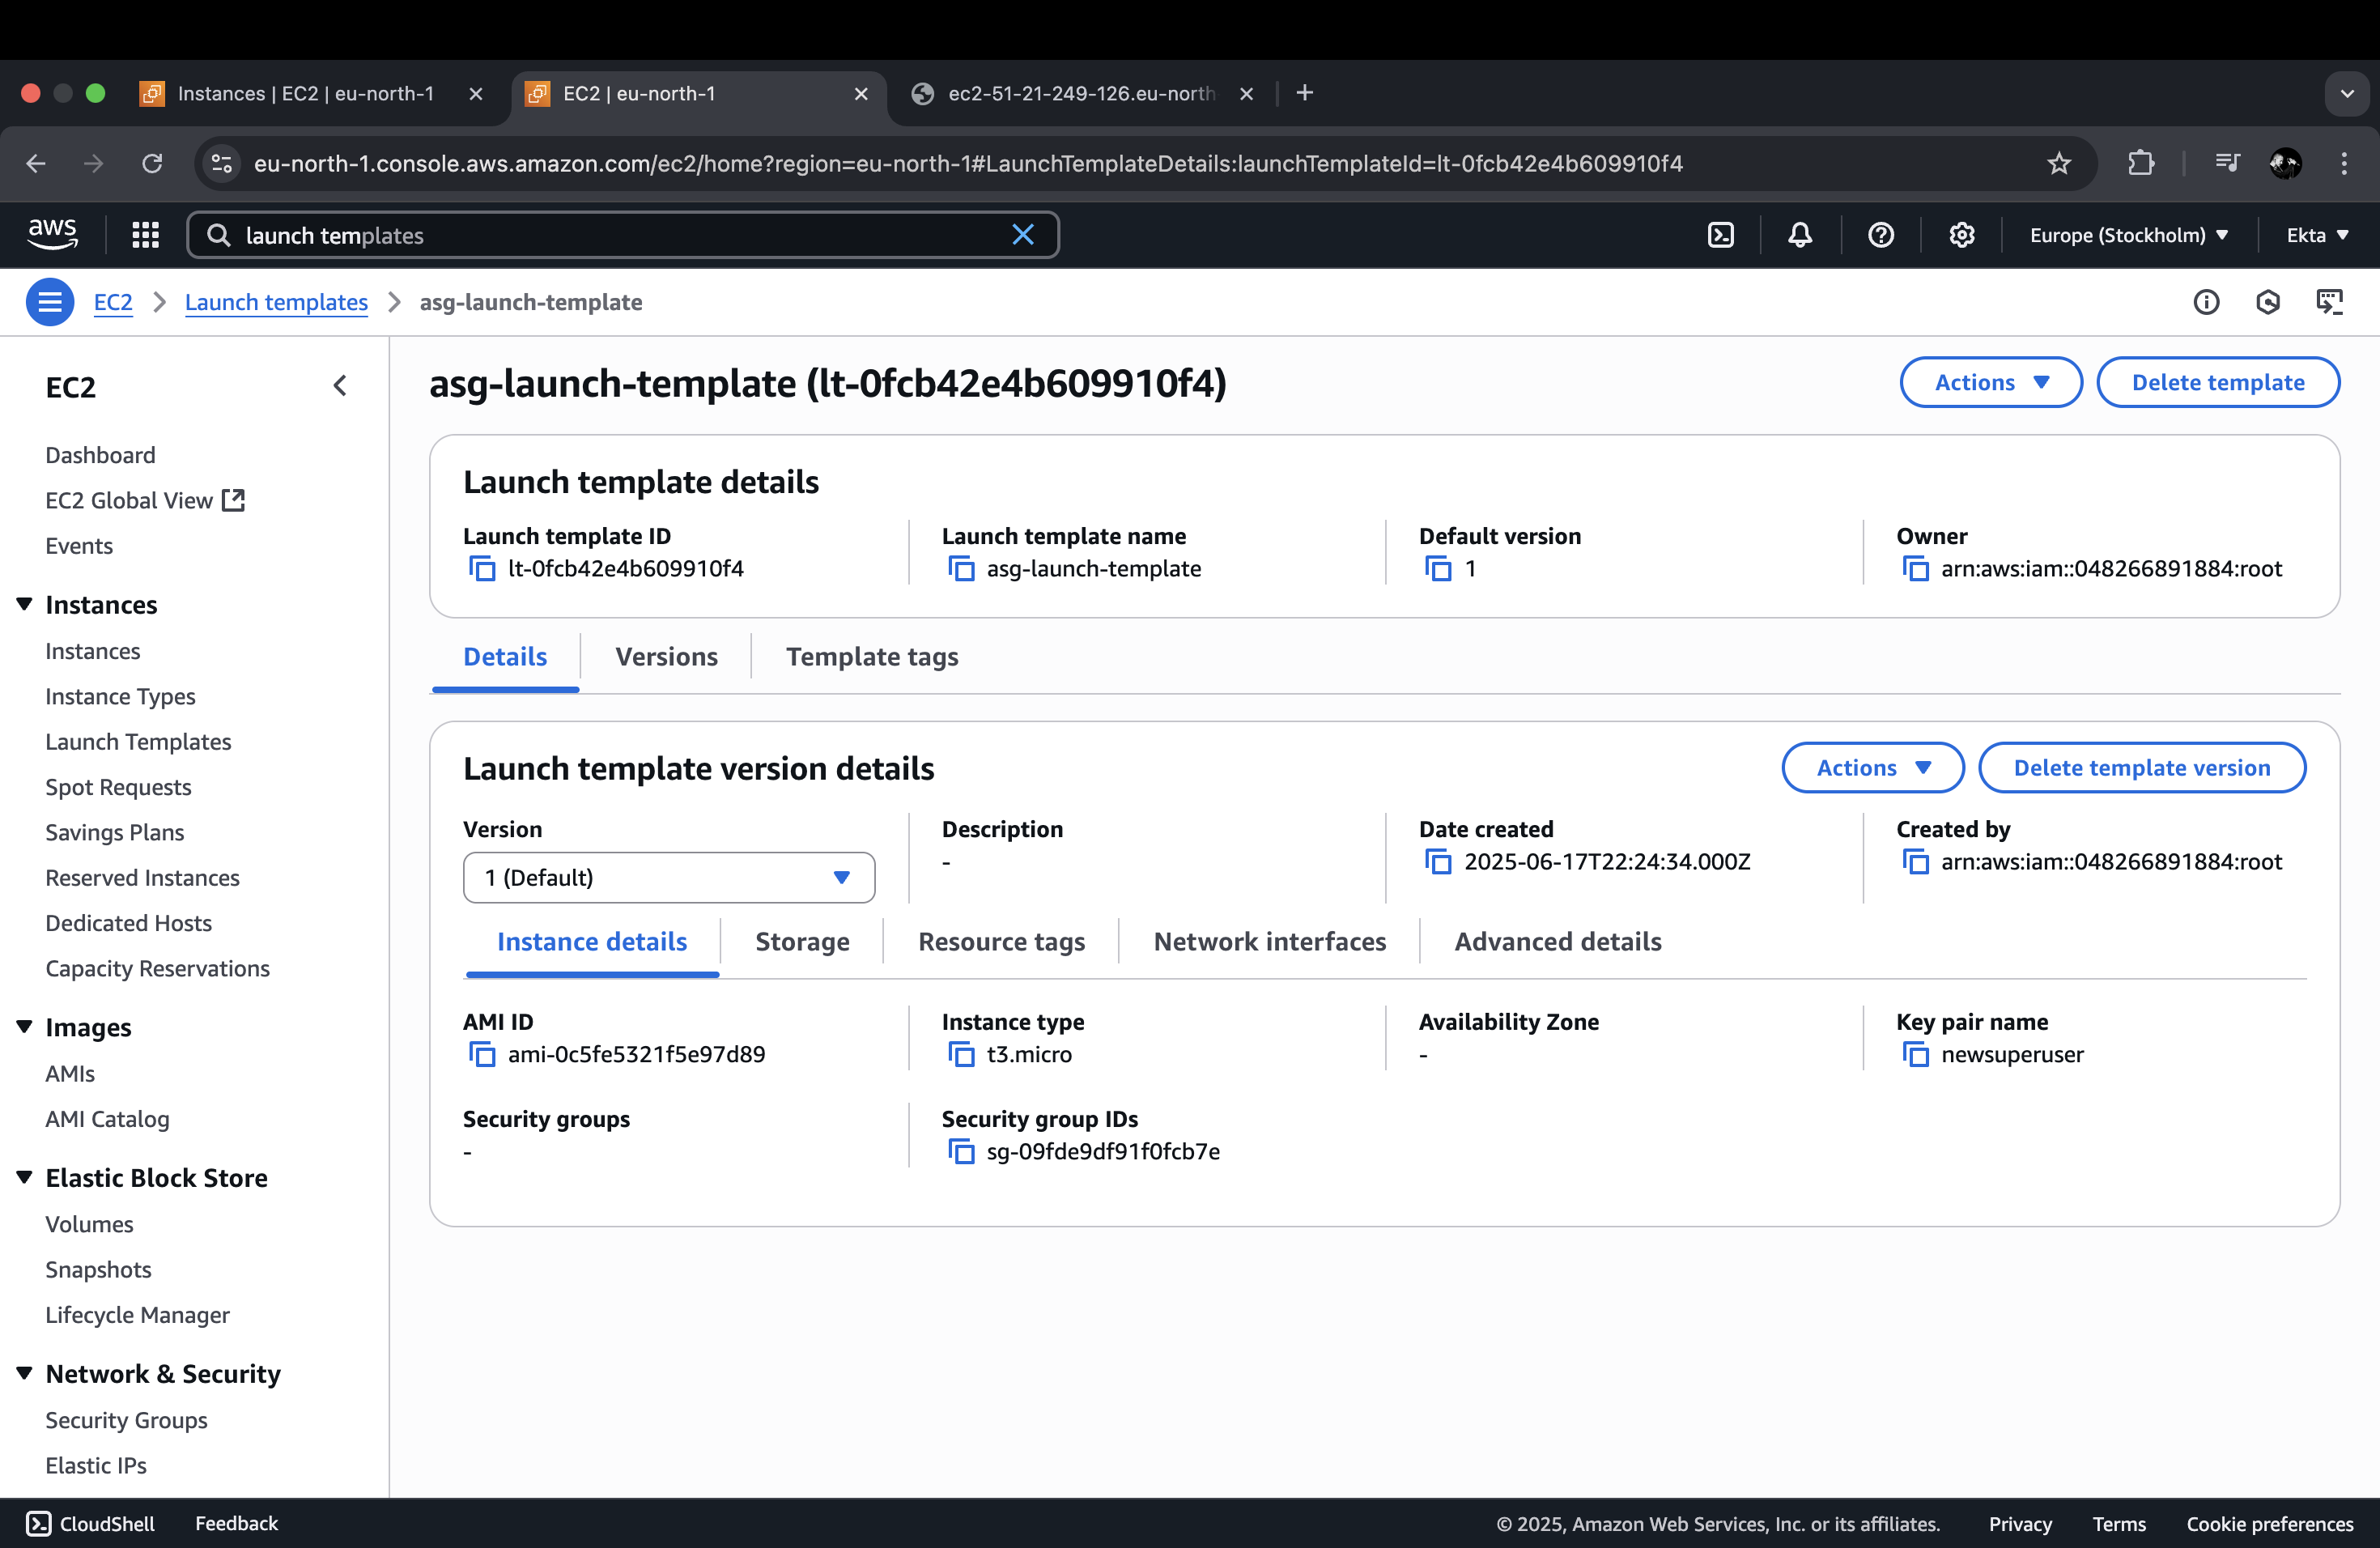 Instances | EC2 | eu-north-1
EC2 | eu-north-1
ec2-51-21-249-126.eu-north
eu-north-1.console.aws.amazon.com/ec2/home?region=eu-north-1#LaunchTemplateDetails:launchTemplateId=lt-0fcb42e4b609910f4
aws
launch templates
Europe (Stockholm)
Ekta
EC2
Launch templates
asg-launch-template
EC2
Dashboard
EC2 Global View
Events
Instances
Instances
Instance Types
Launch Templates
Spot Requests
Savings Plans
Reserved Instances
Dedicated Hosts
Capacity Reservations
Images
AMIs
AMI Catalog
Elastic Block Store
Volumes
Snapshots
Lifecycle Manager
Network & Security
Security Groups
Elastic IPs
asg-launch-template (lt-0fcb42e4b609910f4)
Actions
Delete template
Launch template details
Launch template ID
lt-0fcb42e4b609910f4
Launch template name
asg-launch-template
Default version
1
Owner
arn:aws:iam::048266891884:root
Details
Versions
Template tags
Launch template version details
Actions
Delete template version
Version
1 (Default)
Description
-
Date created
2025-06-17T22:24:34.000Z
Created by
arn:aws:iam::048266891884:root
Instance details
Storage
Resource tags
Network interfaces
Advanced details
AMI ID
ami-0c5fe5321f5e97d89
Instance type
t3.micro
Availability Zone
-
Key pair name
newsuperuser
Security groups
-
Security group IDs
sg-09fde9df91f0fcb7e
CloudShell
Feedback
© 2025, Amazon Web Services, Inc. or its affiliates.
Privacy
Terms
Cookie preferences